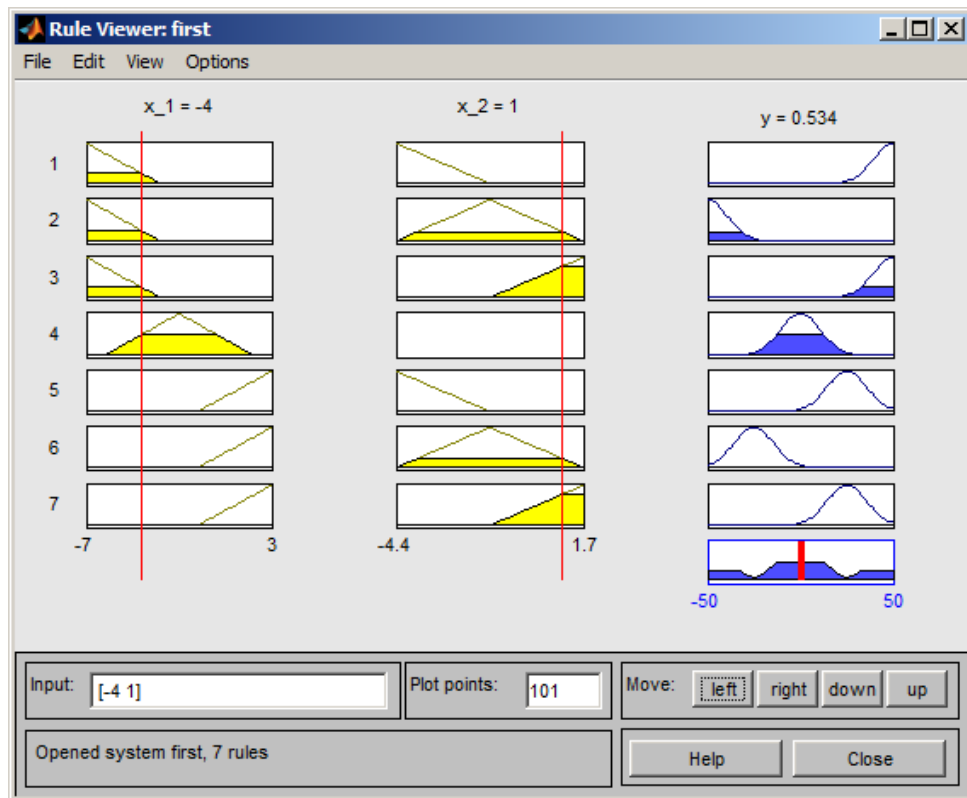 Rule Viewer: first
File Edit View Options
x_1 = -4 x_2 = 1 y = 0.534
1
2
3
4
5
6
7
-7 3 -4.4 1.7
-50 50
Input: [-4 1] Plot points: 101 Move: left right down up
Opened system first, 7 rules Help Close